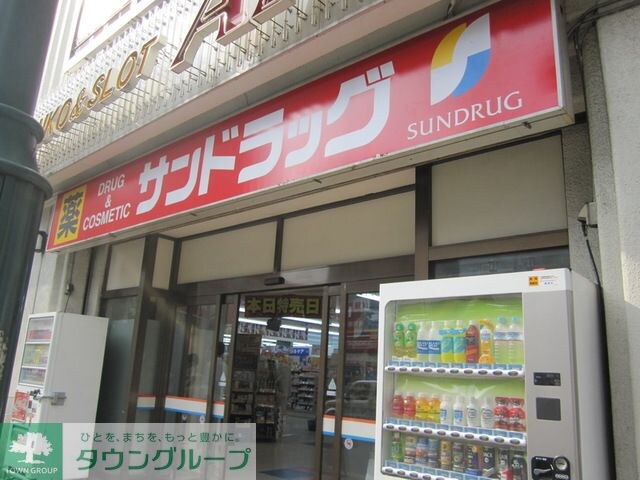 KO & SLOT
A
薬
DRUG
&
COSMETIC
サンドラッグ
SUNDRUG
本日特売日
TOWN GROUP
ひとを、まちを、もっと豊かに。
タウングループ